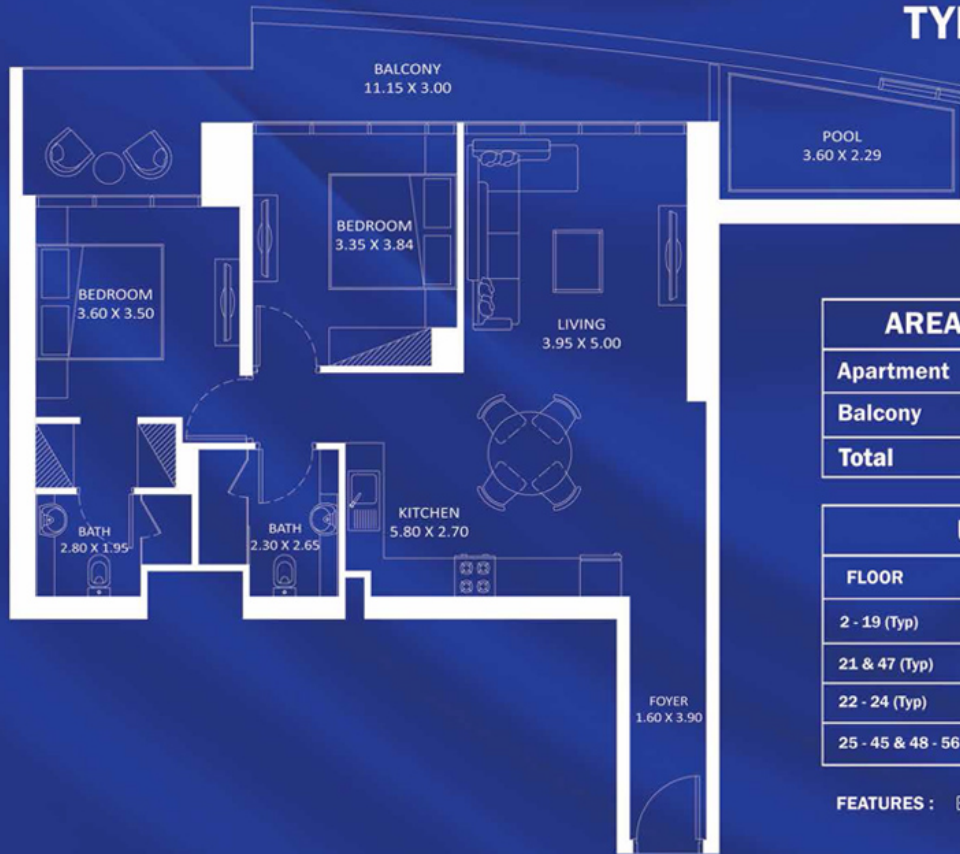 TYP
BALCONY
11.15 X 3.00
POOL
3.60 X 2.29
BEDROOM
3.35 X 3.84
BEDROOM
3.60 X 3.50
LIVING
3.95 X 5.00
KITCHEN
5.80 X 2.70
BATH
2.80 X 1.95
BATH
2.30 X 2.65
FOYER
1.60 X 3.90
AREA
Apartment
Balcony
Total
FLOOR
2 - 19 (Typ)
21 & 47 (Typ)
22 - 24 (Typ)
25 - 45 & 48 - 56
FEATURES :